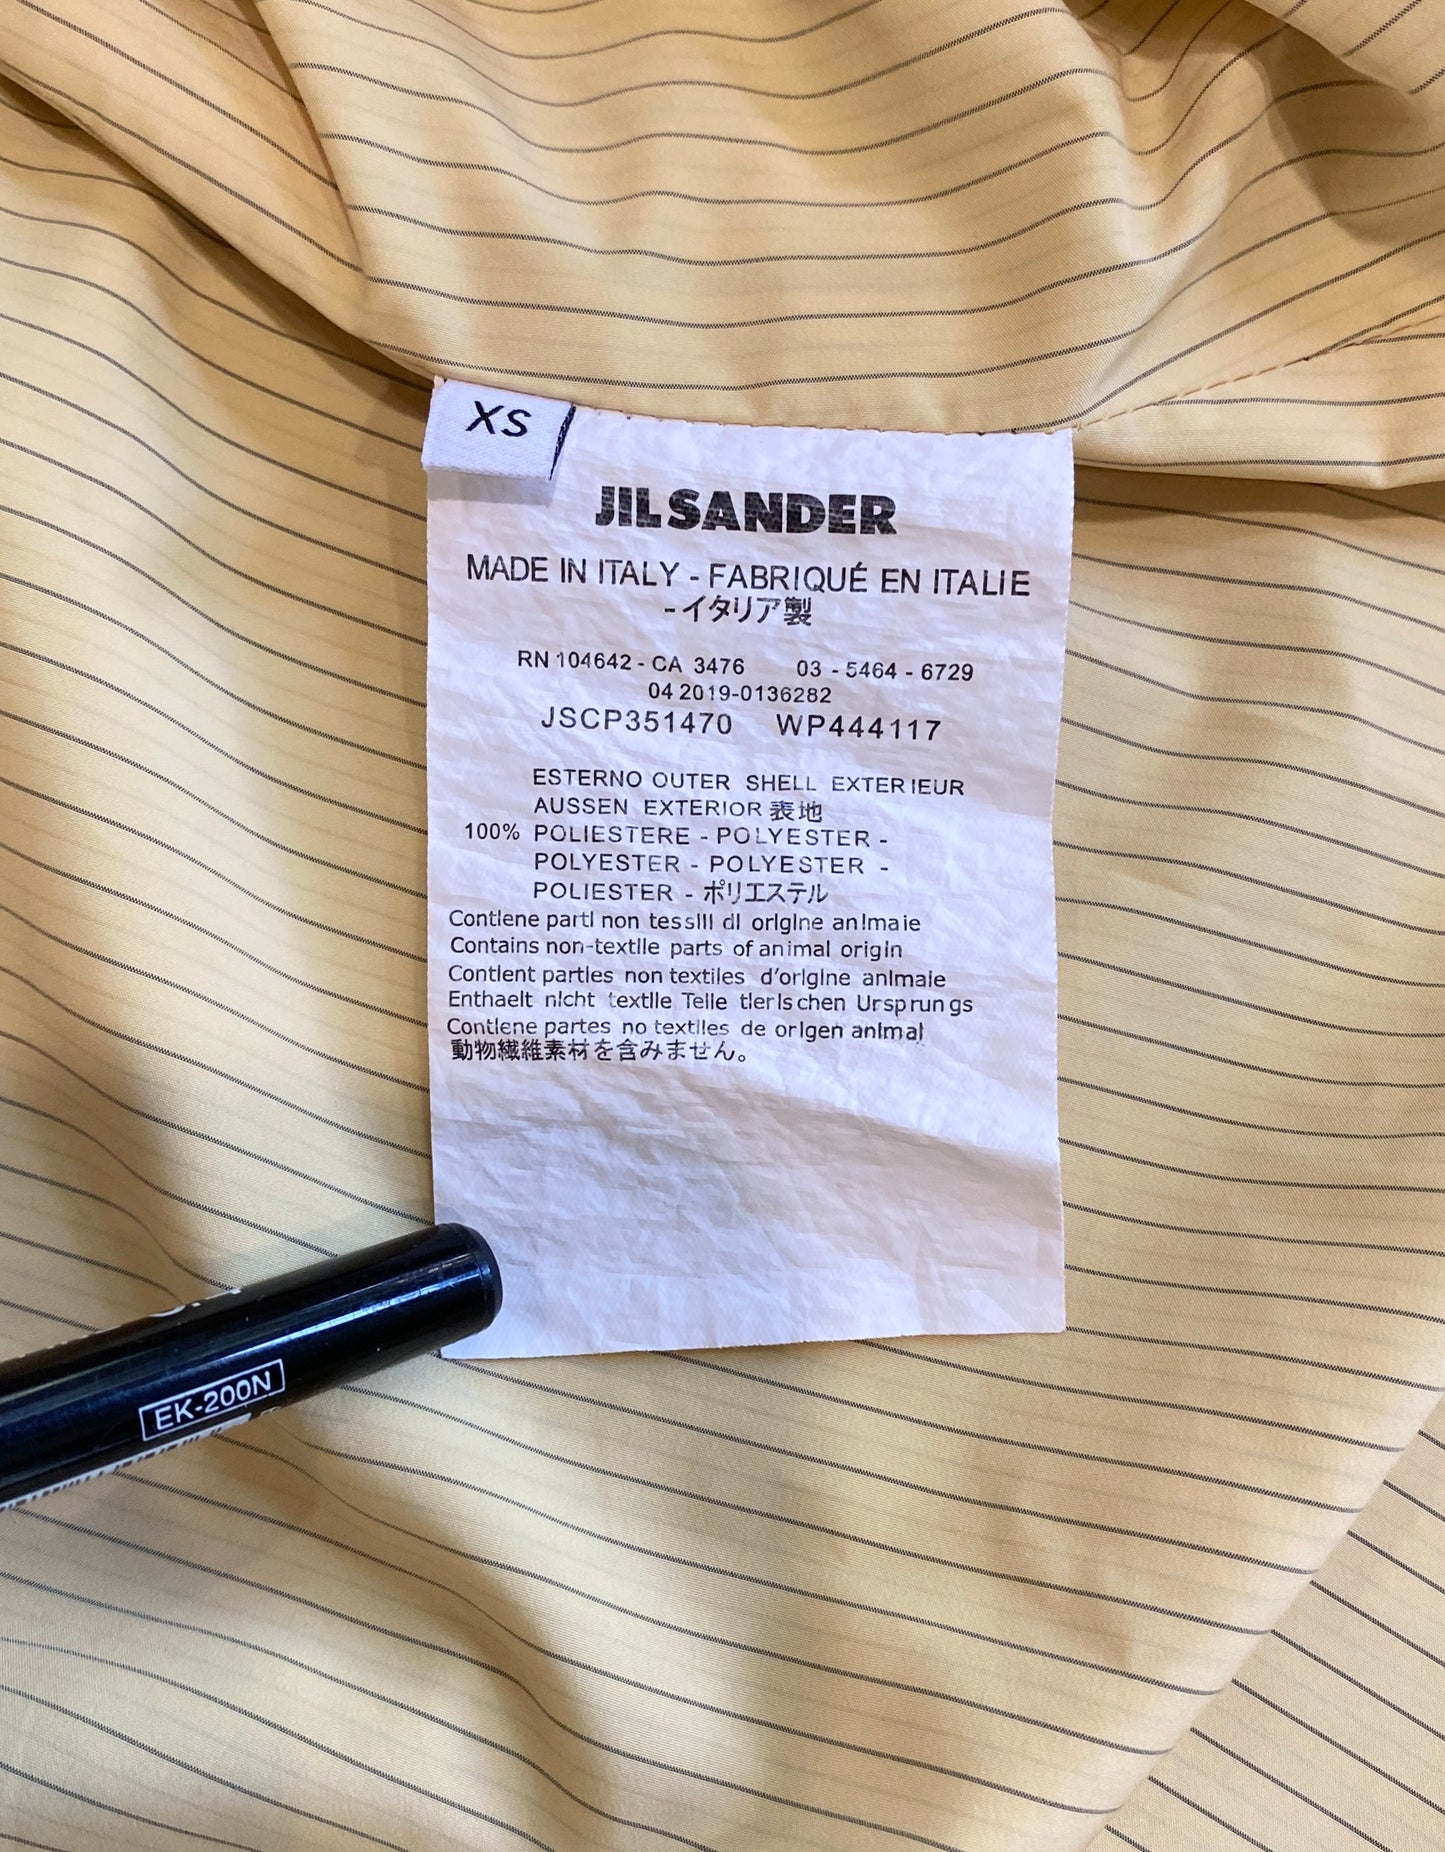 XS
JIL SANDER
MADE IN ITALY - FABRIQUÉ EN ITALIE
-イタリア製
RN 104642 - CA 3476 03 - 5464 - 6729
04 2019-0136282
JSCP351470 WP444117
ESTERNO OUTER SHELL EXTERIEUR
AUSSEN EXTERIOR 表地
100% POLIESTERE - POLYESTER -
POLYESTER - POLYESTER -
POLIESTER - ポリエステル
Contiene parti non tessili di origine animale
Contains non-textile parts of animal origin
Contient parties non textiles d'origine animale
Enthaelt nicht textile Teile tierischen Ursprungs
Contiene partes no textiles de origen animal
動物繊維素材を含みません。
EK-200N